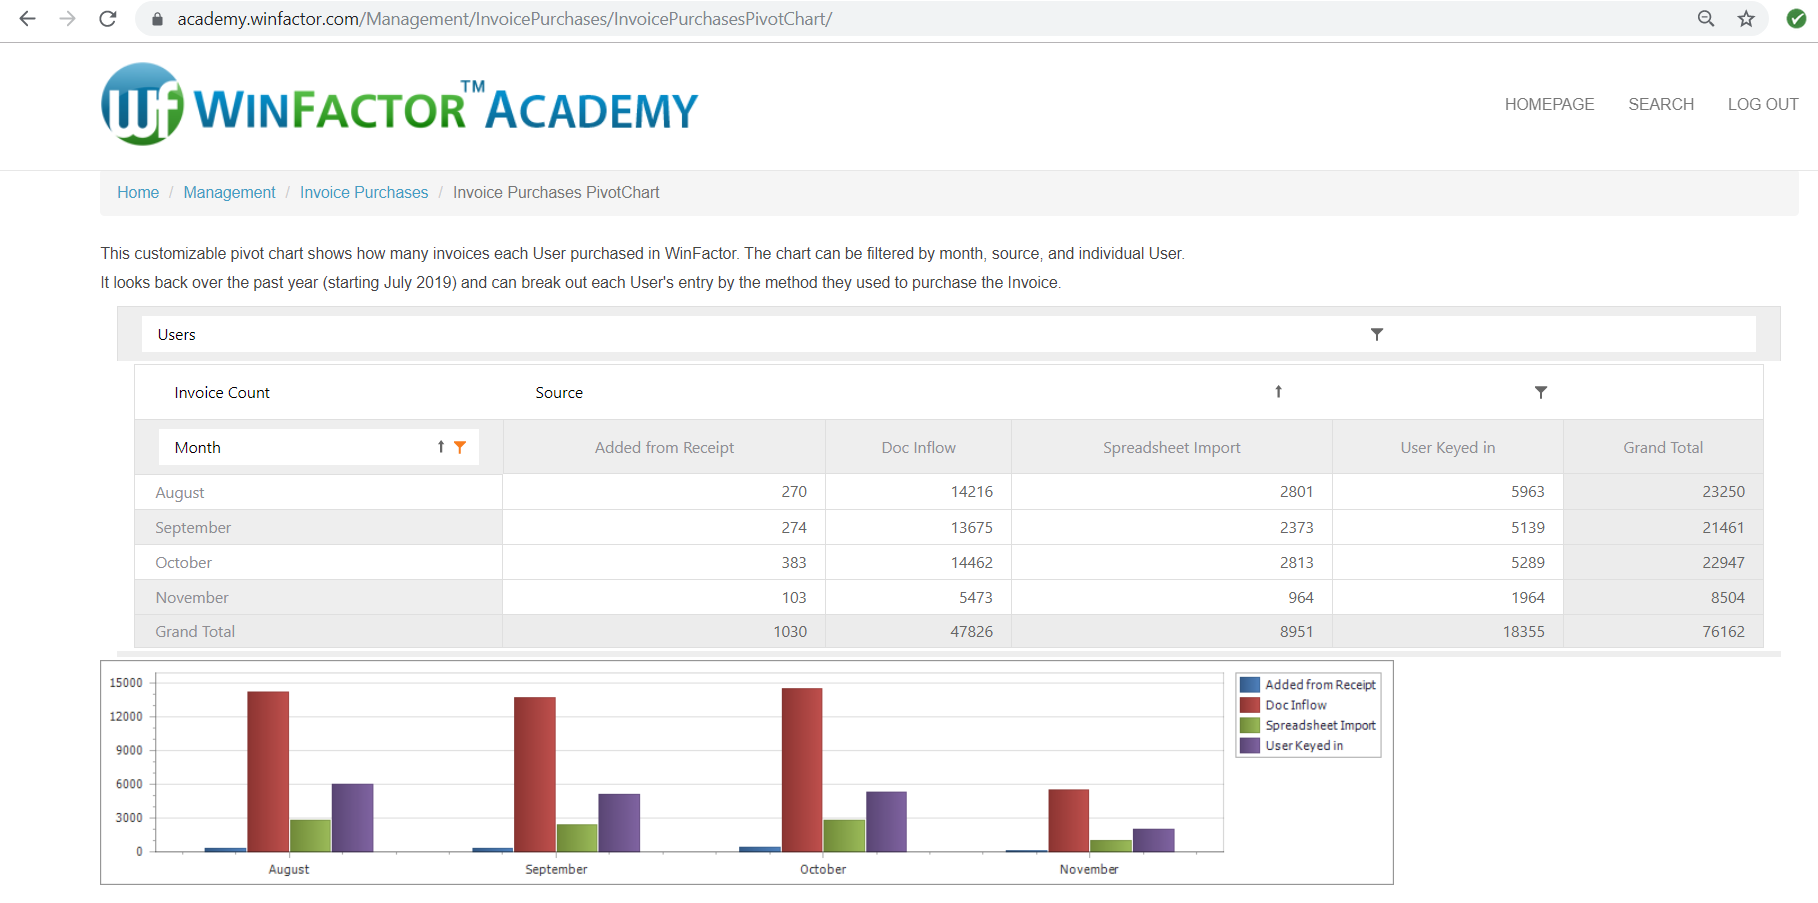 academy.winfactor.com/Management/InvoicePurchases/InvoicePurchasesPivotChart/
Wf WINFACTOR™ ACADEMY
HOMEPAGE SEARCH LOG OUT
Home / Management / Invoice Purchases / Invoice Purchases PivotChart
This customizable pivot chart shows how many invoices each User purchased in WinFactor. The chart can be filtered by month, source, and individual User.
It looks back over the past year (starting July 2019) and can break out each User's entry by the method they used to purchase the Invoice.
Users
Invoice Count Source
Month Added from Receipt Doc Inflow Spreadsheet Import User Keyed in Grand Total
August 270 14216 2801 5963 23250
September 274 13675 2373 5139 21461
October 383 14462 2813 5289 22947
November 103 5473 964 1964 8504
Grand Total 1030 47826 8951 18355 76162
15000
12000
9000
6000
3000
0
August September October November
Added from Receipt
Doc Inflow
Spreadsheet Import
User Keyed in